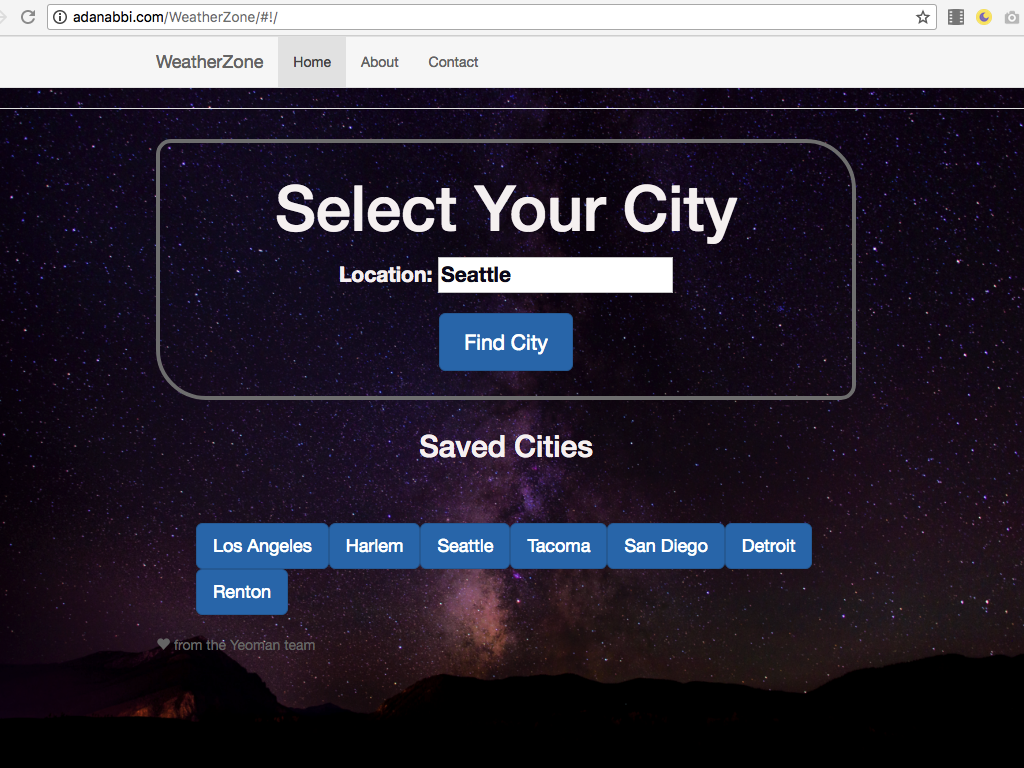 adanabbi.com/WeatherZone/#!/
WeatherZone Home About Contact
Select Your City
Location: Seattle
Find City
Saved Cities
Los Angeles Harlem Seattle Tacoma San Diego Detroit
Renton
♥ from the Yeoman team